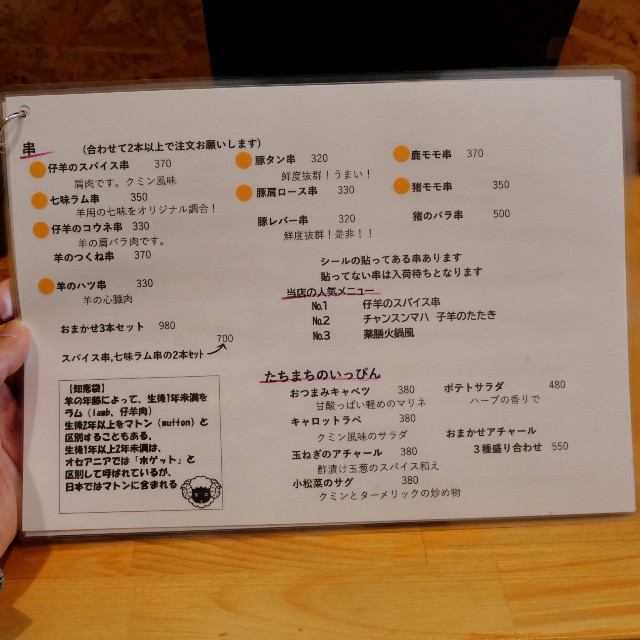 串 (合わせて2本以上で注文お願いします)
仔羊のスパイス串 370
肩肉です。クミン風味
七味ラム串 350
羊用の七味をオリジナル調合！
仔羊のコウネ串 330
羊の肩バラ肉です。
羊のつくね串 370
羊のハツ串 330
羊の心臓肉
おまかせ3本セット 980
700
スパイス串,七味ラム串の2本セット
【知恵袋】
羊の年齢によって、生後1年未満を
ラム（lamb、仔羊肉）
生後2年以上をマトン（mutton）と
区別することもある。
生後1年以上2年未満は、
オセアニアでは「ホゲット」と
区別して呼ばれているが、
日本ではマトンに含まれる
豚タン串 320
鮮度抜群！うまい！
豚肩ロース串 330
豚レバー串 320
鮮度抜群！是非！！
鹿モモ串 370
猪モモ串 350
猪のバラ串 500
シールの貼ってある串あります
貼ってない串は入荷待ちとなります
当店の人気メニュー
No.1 仔羊のスパイス串
No.2 チャンスンマハ 子羊のたたき
No.3 薬膳火鍋風
たちまちのいっぴん
おつまみキャベツ 380
甘酸っぱい軽めのマリネ
キャロットラペ 380
クミン風味のサラダ
玉ねぎのアチャール 380
酢漬け玉葱のスパイス和え
小松菜のサグ 380
クミンとターメリックの炒め物
ポテトサラダ 480
ハーブの香りで
おまかせアチャール
３種盛り合わせ 550